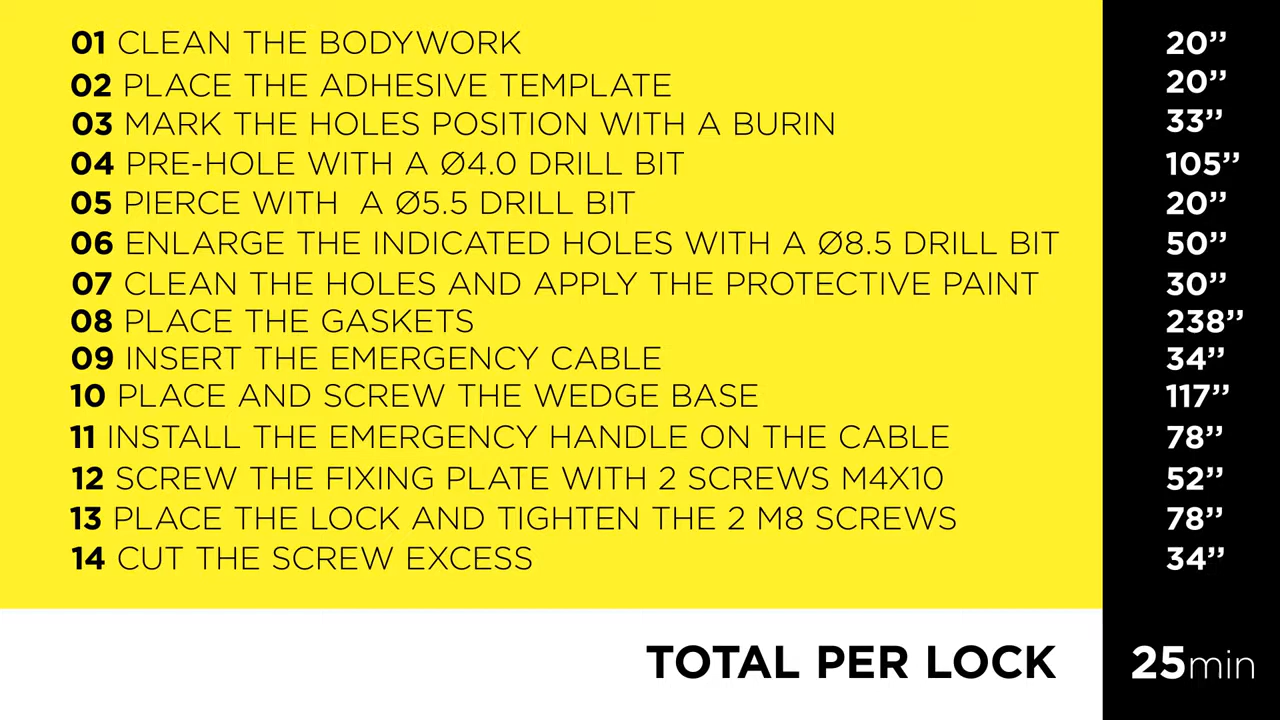 01 CLEAN THE BODYWORK 20’’
02 PLACE THE ADHESIVE TEMPLATE 20’’
03 MARK THE HOLES POSITION WITH A BURIN 33’’
04 PRE-HOLE WITH A Ø4.0 DRILL BIT 105’’
05 PIERCE WITH  A Ø5.5 DRILL BIT 20’’
06 ENLARGE THE INDICATED HOLES WITH A Ø8.5 DRILL BIT 50’’
07 CLEAN THE HOLES AND APPLY THE PROTECTIVE PAINT 30’’
08 PLACE THE GASKETS 238’’
09 INSERT THE EMERGENCY CABLE 34’’
10 PLACE AND SCREW THE WEDGE BASE 117’’
11 INSTALL THE EMERGENCY HANDLE ON THE CABLE 78’’
12 SCREW THE FIXING PLATE WITH 2 SCREWS M4X10 52’’
13 PLACE THE LOCK AND TIGHTEN THE 2 M8 SCREWS 78’’
14 CUT THE SCREW EXCESS 34’’
TOTAL PER LOCK 25min